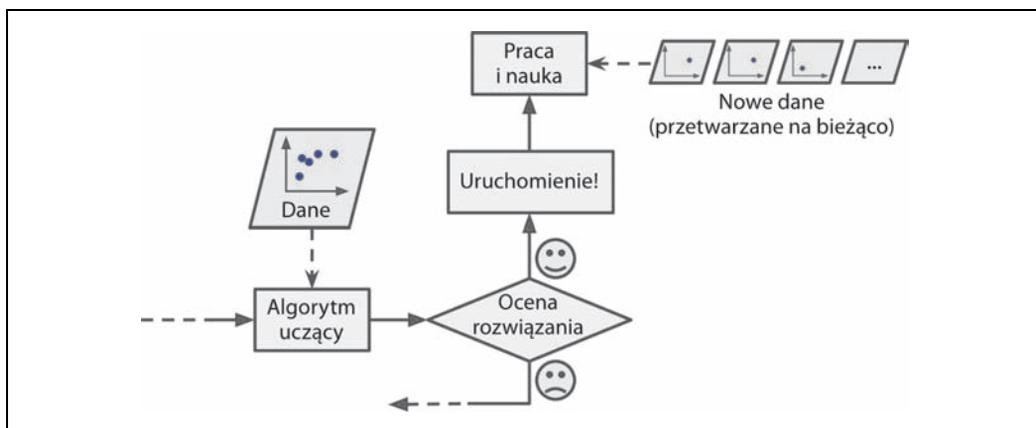 Praca
i nauka
...
Nowe dane
(przetwarzane na bieżąco)
Uruchomienie!
Dane
Algorytm
uczący
Ocena
rozwiązania